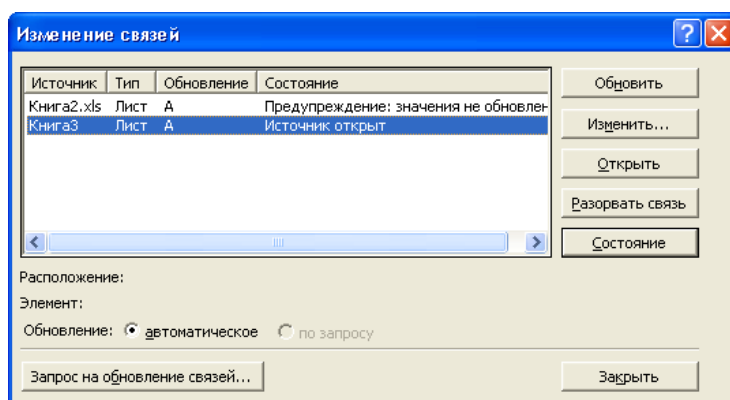 Изменение связей
Источник Тип Обновление Состояние
Книга2.xls Лист А Предупреждение: значения не обновлен
Книга3 Лист А Источник открыт
Обновить
Изменить...
Открыть
Разорвать связь
Состояние
Расположение:
Элемент:
Обновление: автоматическое по запросу
Запрос на обновление связей... Закрыть